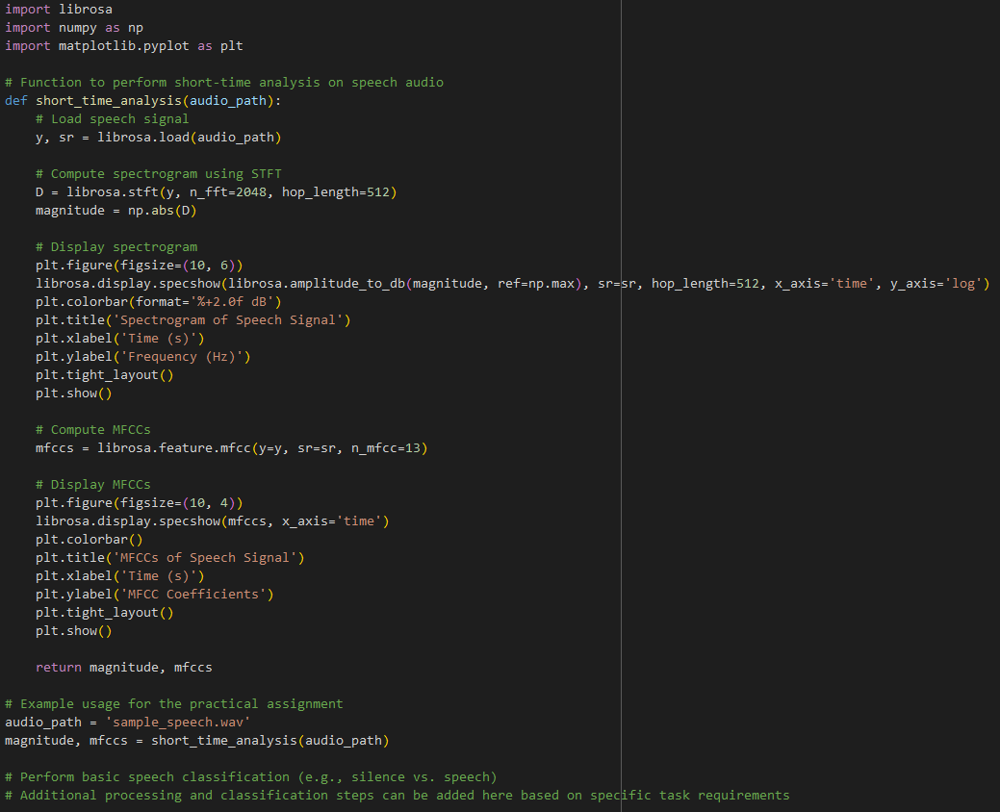 import librosa
import numpy as np
import matplotlib.pyplot as plt

# Function to perform short-time analysis on speech audio
def short_time_analysis(audio_path):
    # Load speech signal
    y, sr = librosa.load(audio_path)

    # Compute spectrogram using STFT
    D = librosa.stft(y, n_fft=2048, hop_length=512)
    magnitude = np.abs(D)

    # Display spectrogram
    plt.figure(figsize=(10, 6))
    librosa.display.specshow(librosa.amplitude_to_db(magnitude, ref=np.max), sr=sr, hop_length=512, x_axis='time', y_axis='log')
    plt.colorbar(format='%+2.0f dB')
    plt.title('Spectrogram of Speech Signal')
    plt.xlabel('Time (s)')
    plt.ylabel('Frequency (Hz)')
    plt.tight_layout()
    plt.show()

    # Compute MFCCs
    mfccs = librosa.feature.mfcc(y=y, sr=sr, n_mfcc=13)

    # Display MFCCs
    plt.figure(figsize=(10, 4))
    librosa.display.specshow(mfccs, x_axis='time')
    plt.colorbar()
    plt.title('MFCCs of Speech Signal')
    plt.xlabel('Time (s)')
    plt.ylabel('MFCC Coefficients')
    plt.tight_layout()
    plt.show()

    return magnitude, mfccs

# Example usage for the practical assignment
audio_path = 'sample_speech.wav'
magnitude, mfccs = short_time_analysis(audio_path)

# Perform basic speech classification (e.g., silence vs. speech)
# Additional processing and classification steps can be added here based on specific task requirements